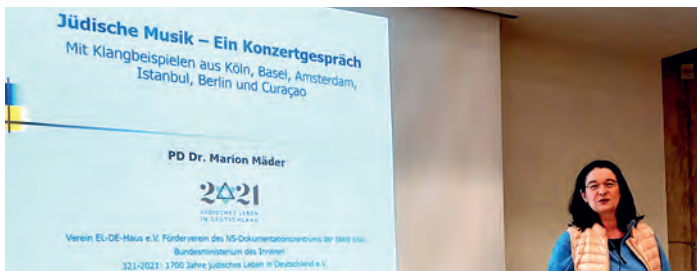 Jüdische Musik – Ein Konzertgespräch
Mit Klangbeispielen aus Köln, Basel, Amsterdam,
Istanbul, Berlin und Curaçao
PD Dr. Marion Mäder
2021
JÜDISCHES LEBEN
IN DEUTSCHLAND
Verein EL-DE-Haus e.V. Förderverein des NS-Dokumentationszentrums der Stadt
Bundesministerium des Inneren
321-2021: 1700 Jahre jüdisches Leben in Deutschland e.V.